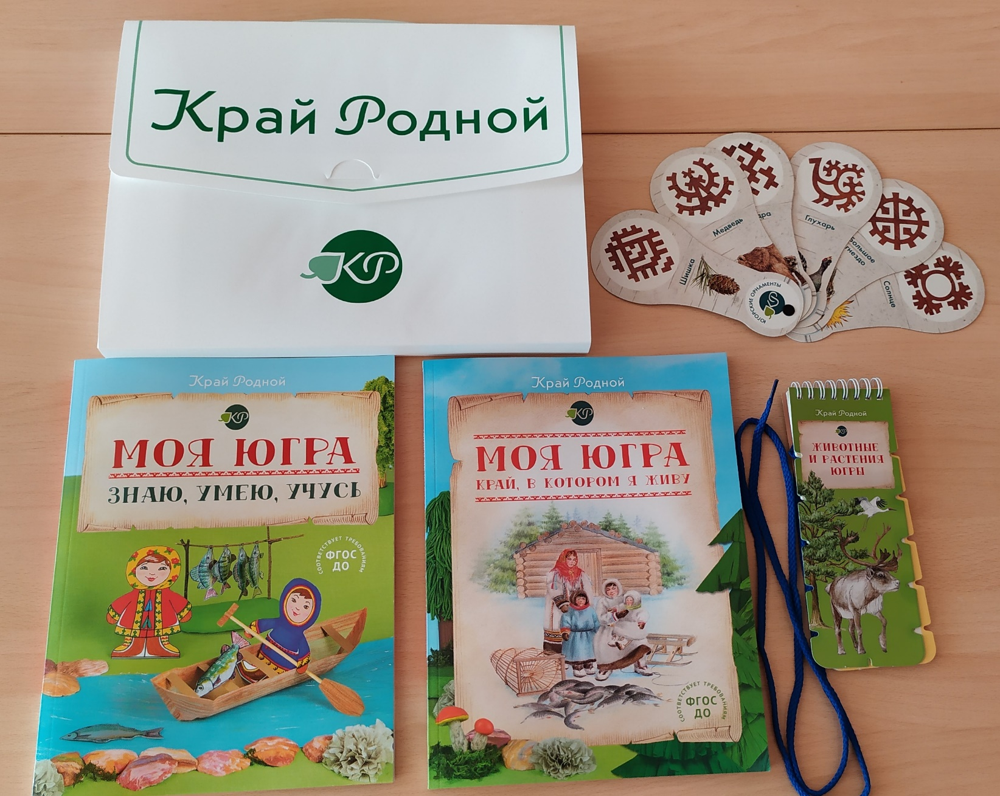 Край Родной
КР
Шишка
Медведь
Глухарь
Большое
гнездо
Солнце
ЮГОРСКИЕ ОРНАМЕНТЫ
Край Родной
КР
МОЯ ЮГРА
ЗНАЮ, УМЕЮ, УЧУСЬ
СООТВЕТСТВУЕТ ТРЕБОВАНИЯМ
ФГОС
ДО
Край Родной
КР
МОЯ ЮГРА
КРАЙ, В КОТОРОМ Я ЖИВУ
СООТВЕТСТВУЕТ ТРЕБОВАНИЯМ
ФГОС
ДО
Край Родной
КР
ЖИВОТНЫЕ
И РАСТЕНИЯ
ЮГРЫ